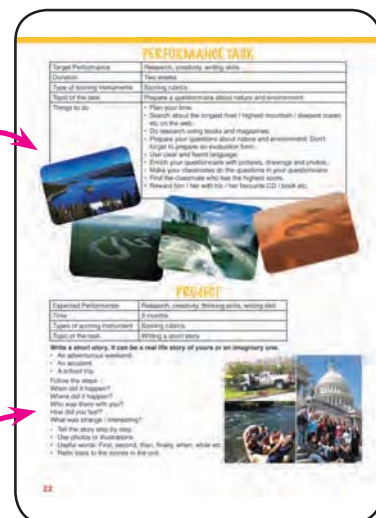 PERFORMANCE TASK
Target Performance Research, creativity, writing skills
Duration Two weeks
Type of scoring instruments Scoring rubrics
Topic of the task Prepare a questionnaire about nature and environment
Things to do • Plan your time.
• Search about the longest river / highest mountain / deepest ocean
etc on the web.
• Do research using books and magazines.
• Prepare your questions about nature and environment. Don't
forget to prepare an evaluation form.
• Use clear and fluent language.
• Enrich your questionnaire with pictures, drawings and photos.
• Make your classmates do the questions in your questionnaire.
• Find the classmate who has the highest score.
• Reward him / her with his / her favourite CD / book etc.
PROJECT
Expected Performance Research, creativity, thinking skills, writing skill
Time
Types of scoring instrument Scoring rubrics
Topic of the task Writing a short story
Write a short story. It can be a real life story of yours or an imaginary one.
• An adventurous weekend
• An accident
• A school trip
Follow the steps :
When did it happen?
Where did it happen?
Who was there with you?
How did you feel?
What was strange / interesting?
• Tell the story step by step.
• Use photos or illustrations.
• Useful words: First, second, then, finally, when, while etc.
• Refer back to the stories in the unit.
22